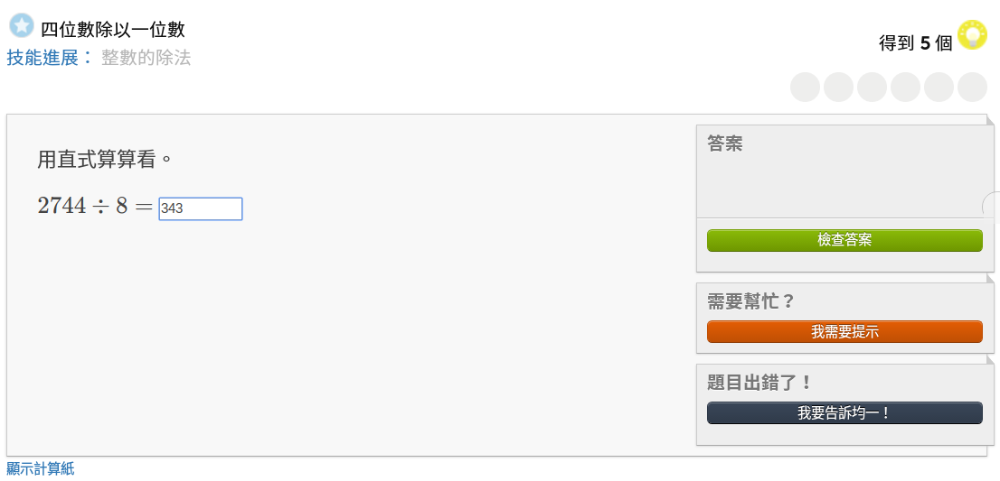 四位數除以一位數
技能進展： 整數的除法
得到 5 個
用直式算算看。
2744 ÷ 8 = 343
答案
檢查答案
需要幫忙？
我需要提示
題目出錯了！
我要告訴均一！
顯示計算紙